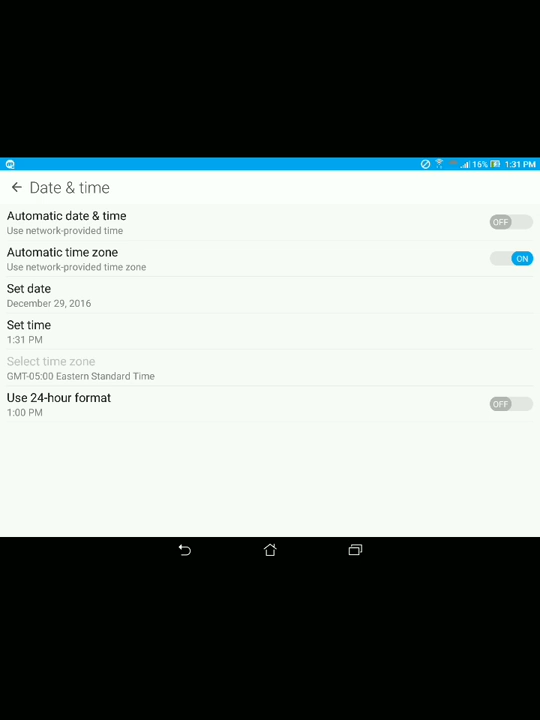 16% 1:31 PM
Date & time
Automatic date & time
Use network-provided time
OFF
Automatic time zone
Use network-provided time zone
ON
Set date
December 29, 2016
Set time
1:31 PM
Select time zone
GMT-05:00 Eastern Standard Time
Use 24-hour format
1:00 PM
OFF